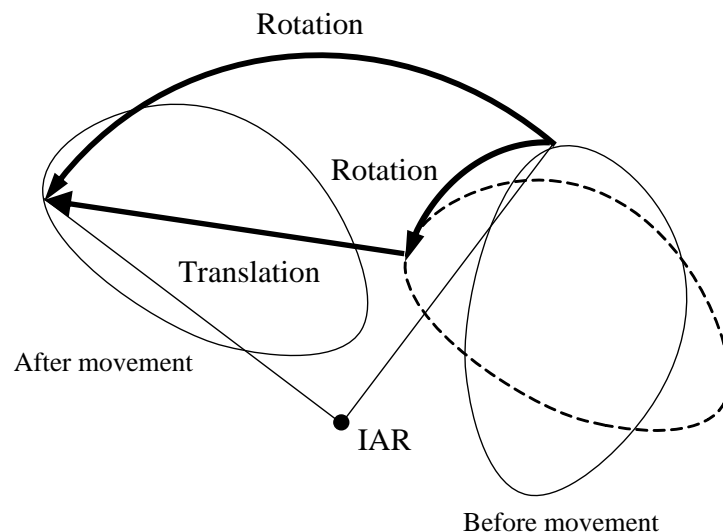 Rotation
Rotation
Translation
After movement
IAR
Before movement